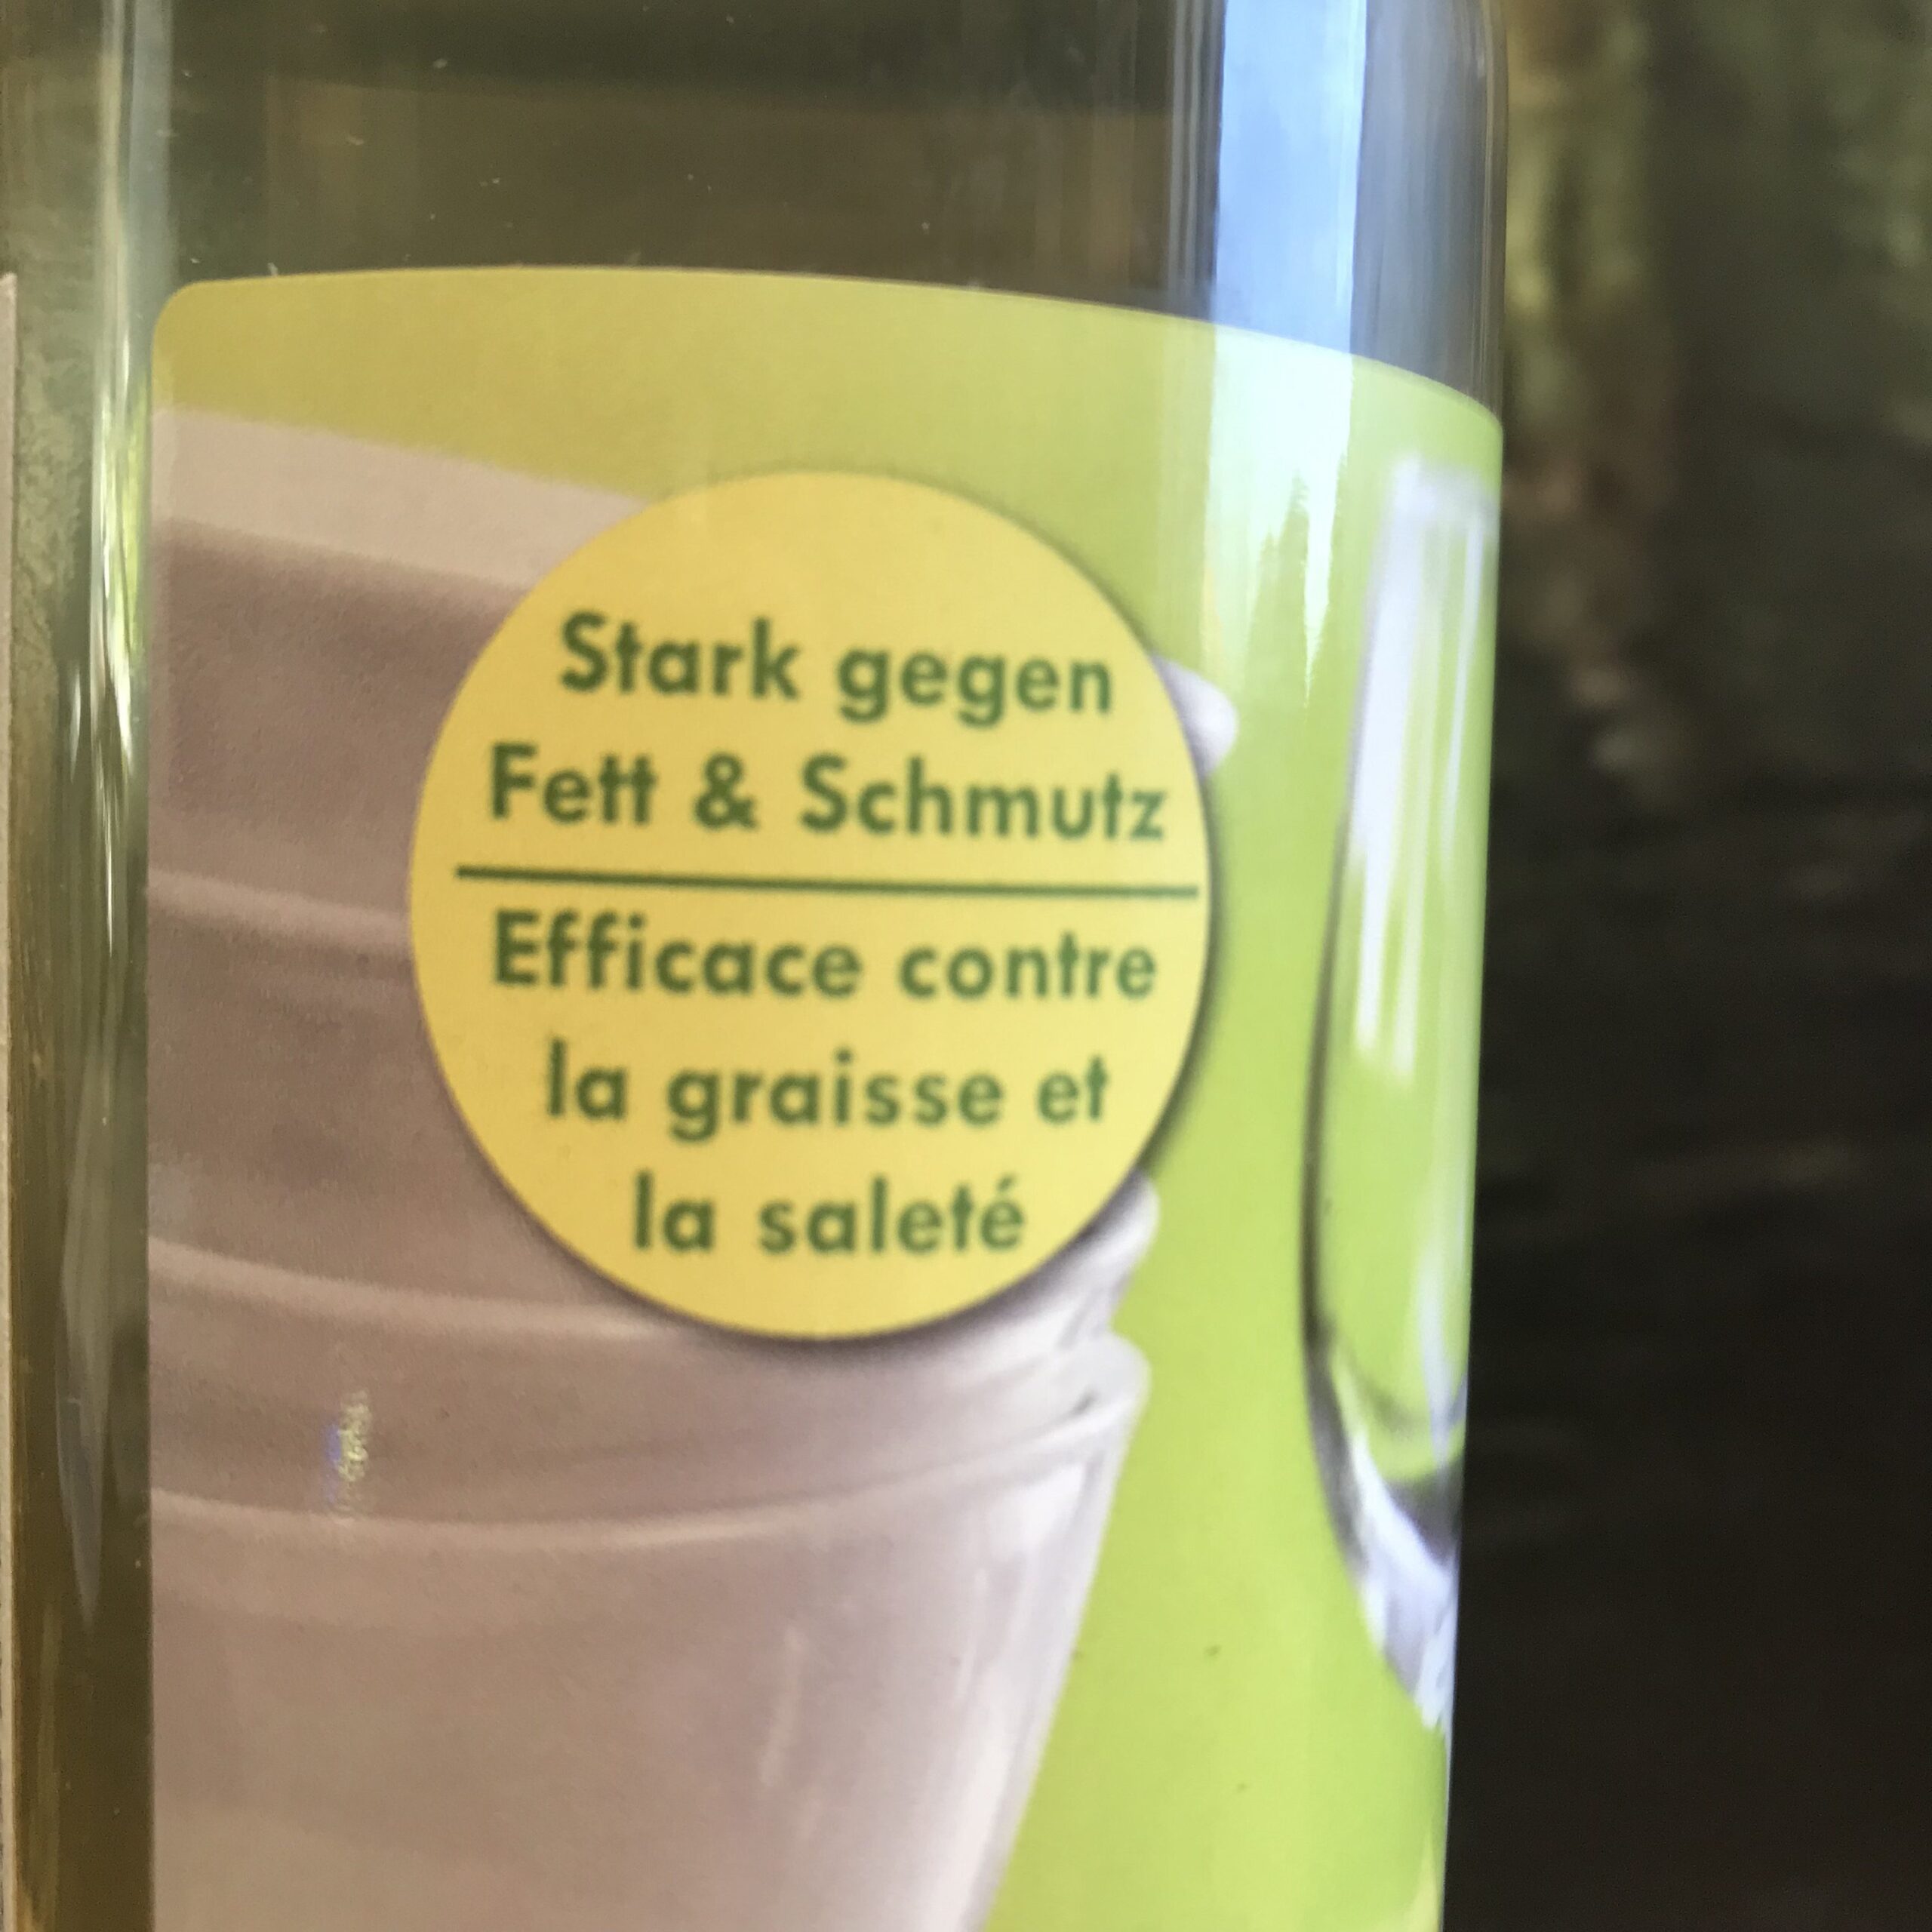 Stark gegen
Fett & Schmutz
Efficace contre
la graisse et
la saleté